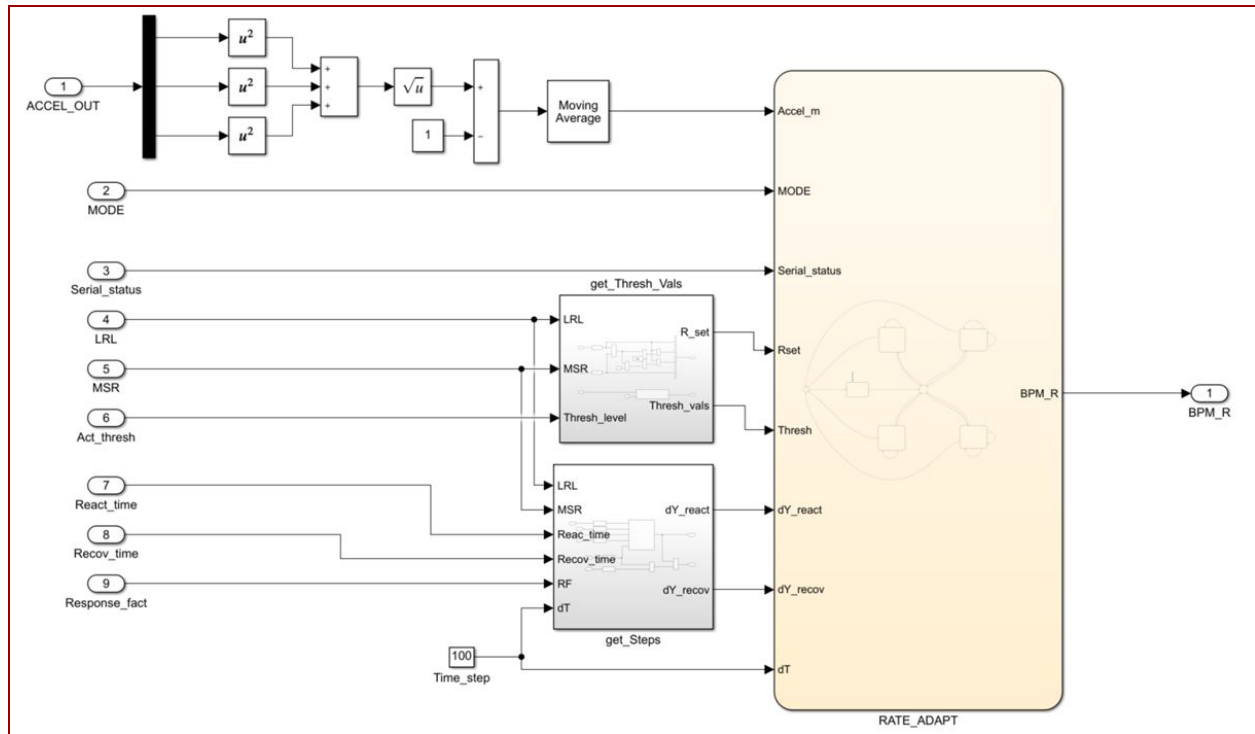 1
ACCEL_OUT
u²
u²
u²
+
+
+
√u
1
+
−
Moving
Average
Accel_m
2
MODE
MODE
3
Serial_status
Serial_status
get_Thresh_Vals
4
LRL
LRL
R_set
Rset
5
MSR
MSR
6
Act_thresh
Thresh_level
Thresh_vals
Thresh
BPM_R
1
BPM_R
7
React_time
LRL
MSR
dY_react
dY_react
8
Recov_time
Reac_time
Recov_time
9
Response_fact
RF
dY_recov
dY_recov
dT
get_Steps
100
Time_step
dT
RATE_ADAPT